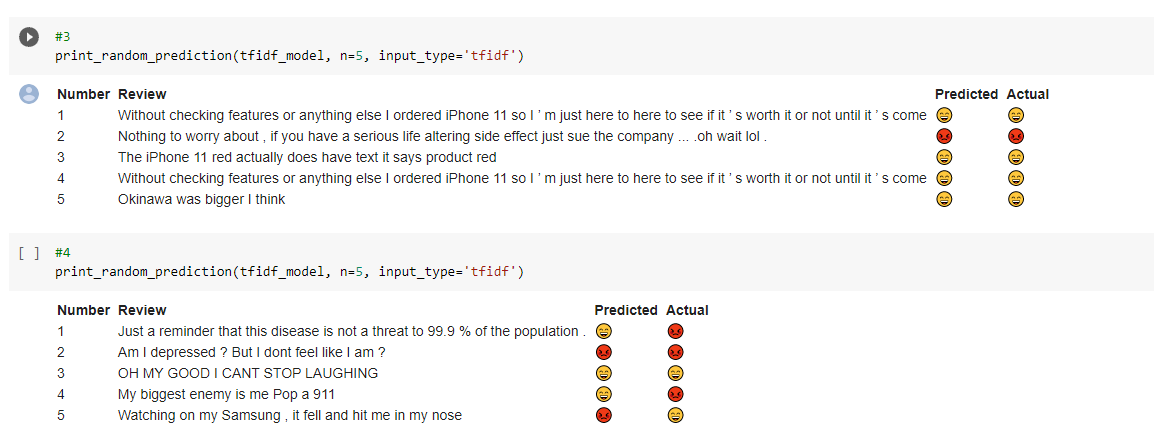 #3
print_random_prediction(tfidf_model, n=5, input_type='tfidf')
Number Review Predicted Actual
1 Without checking features or anything else I ordered iPhone 11 so I ’ m just here to here to see if it ’ s worth it or not until it ’ s come 😄 😄
2 Nothing to worry about , if you have a serious life altering side effect just sue the company ... .oh wait lol . 😡 😡
3 The iPhone 11 red actually does have text it says product red 😄 😄
4 Without checking features or anything else I ordered iPhone 11 so I ’ m just here to here to see if it ’ s worth it or not until it ’ s come 😄 😄
5 Okinawa was bigger I think 😄 😄
[ ] #4
print_random_prediction(tfidf_model, n=5, input_type='tfidf')
Number Review Predicted Actual
1 Just a reminder that this disease is not a threat to 99.9 % of the population . 😄 😡
2 Am I depressed ? But I dont feel like I am ? 😡 😡
3 OH MY GOOD I CANT STOP LAUGHING 😄 😄
4 My biggest enemy is me Pop a 911 😄 😡
5 Watching on my Samsung , it fell and hit me in my nose 😡 😄